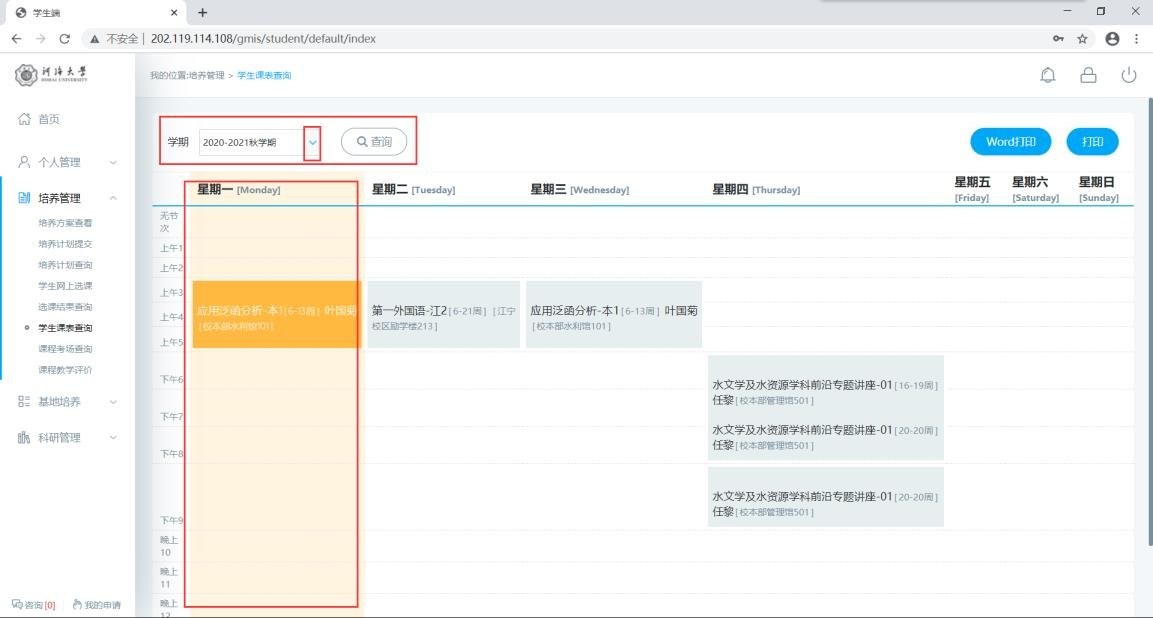 学生端
不安全 | 202.119.114.108/gmis/student/default/index
河海大学
HOHAI UNIVERSITY
我的位置:培养管理 > 学生课表查询
首页
个人管理
培养管理
培养方案查看
培养计划提交
培养计划查询
学生网上选课
选课结果查询
学生课表查询
课程考场查询
课程教学评价
基地培养
科研管理
咨询[0]
我的申请
学期
2020-2021秋学期
查询
Word打印
打印
星期一 [Monday]
星期二 [Tuesday]
星期三 [Wednesday]
星期四 [Thursday]
星期五
[Friday]
星期六
[Saturday]
星期日
[Sunday]
无节
次
上午1
上午2
上午3
上午4
上午5
应用泛函分析-本1[6-13周] 叶国菊
[校本部水利馆101]
第一外国语-江2[6-21周] [江宁
校区励学楼213]
应用泛函分析-本1[6-13周] 叶国菊
[校本部水利馆101]
下午6
下午7
下午8
水文学及水资源学科前沿专题讲座-01[16-19周]
任黎[校本部管理馆501]
水文学及水资源学科前沿专题讲座-01[20-20周]
任黎[校本部管理馆501]
下午9
水文学及水资源学科前沿专题讲座-01[20-20周]
任黎[校本部管理馆501]
晚上
10
晚上
11
晚上
12